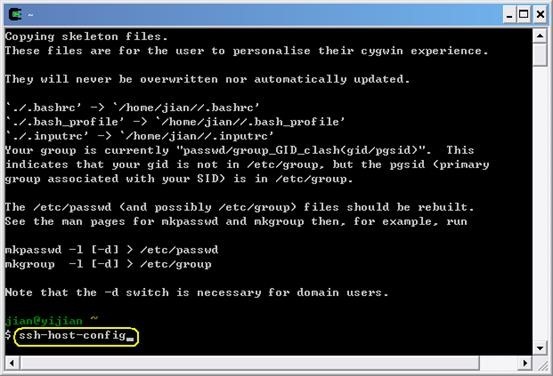 ~
Copying skeleton files.
These files are for the user to personalise their cygwin experience.
They will never be overwritten nor automatically updated.
`./.bashrc' -> `/home/jian//.bashrc'
`./.bash_profile' -> `/home/jian//.bash_profile'
`./.inputrc' -> `/home/jian//.inputrc'
Your group is currently "passwd/group_GID_clash(gid/pgsid)".  This
indicates that your gid is not in /etc/group, but the pgsid (primary
group associated with your SID) is in /etc/group.
The /etc/passwd (and possibly /etc/group) files should be rebuilt.
See the man pages for mkpasswd and mkgroup then, for example, run
mkpasswd -l [-d] > /etc/passwd
mkgroup  -l [-d] > /etc/group
Note that the -d switch is necessary for domain users.
jian@yijian ~
$ ssh-host-config